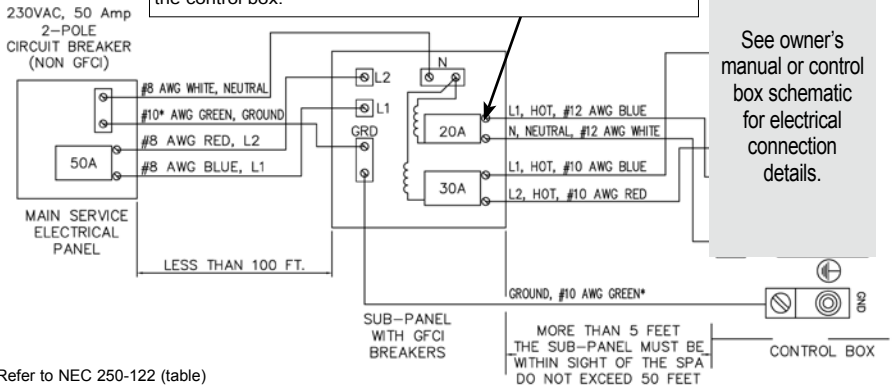 the control box.
230VAC, 50 Amp
2-POLE
CIRCUIT BREAKER
(NON GFCI)
#8 AWG WHITE, NEUTRAL
#10* AWG GREEN, GROUND
#8 AWG RED, L2
#8 AWG BLUE, L1
50A
MAIN SERVICE
ELECTRICAL
PANEL
LESS THAN 100 FT.
L2
L1
GRD
N
20A
30A
L1, HOT, #12 AWG BLUE
N, NEUTRAL, #12 AWG WHITE
L1, HOT, #10 AWG BLUE
L2, HOT, #10 AWG RED
See owner's
manual or control
box schematic
for electrical
connection
details.
GROUND, #10 AWG GREEN*
GND
SUB-PANEL
WITH GFCI
BREAKERS
MORE THAN 5 FEET
THE SUB-PANEL MUST BE
WITHIN SIGHT OF THE SPA
DO NOT EXCEED 50 FEET
CONTROL BOX
Refer to NEC 250-122 (table)